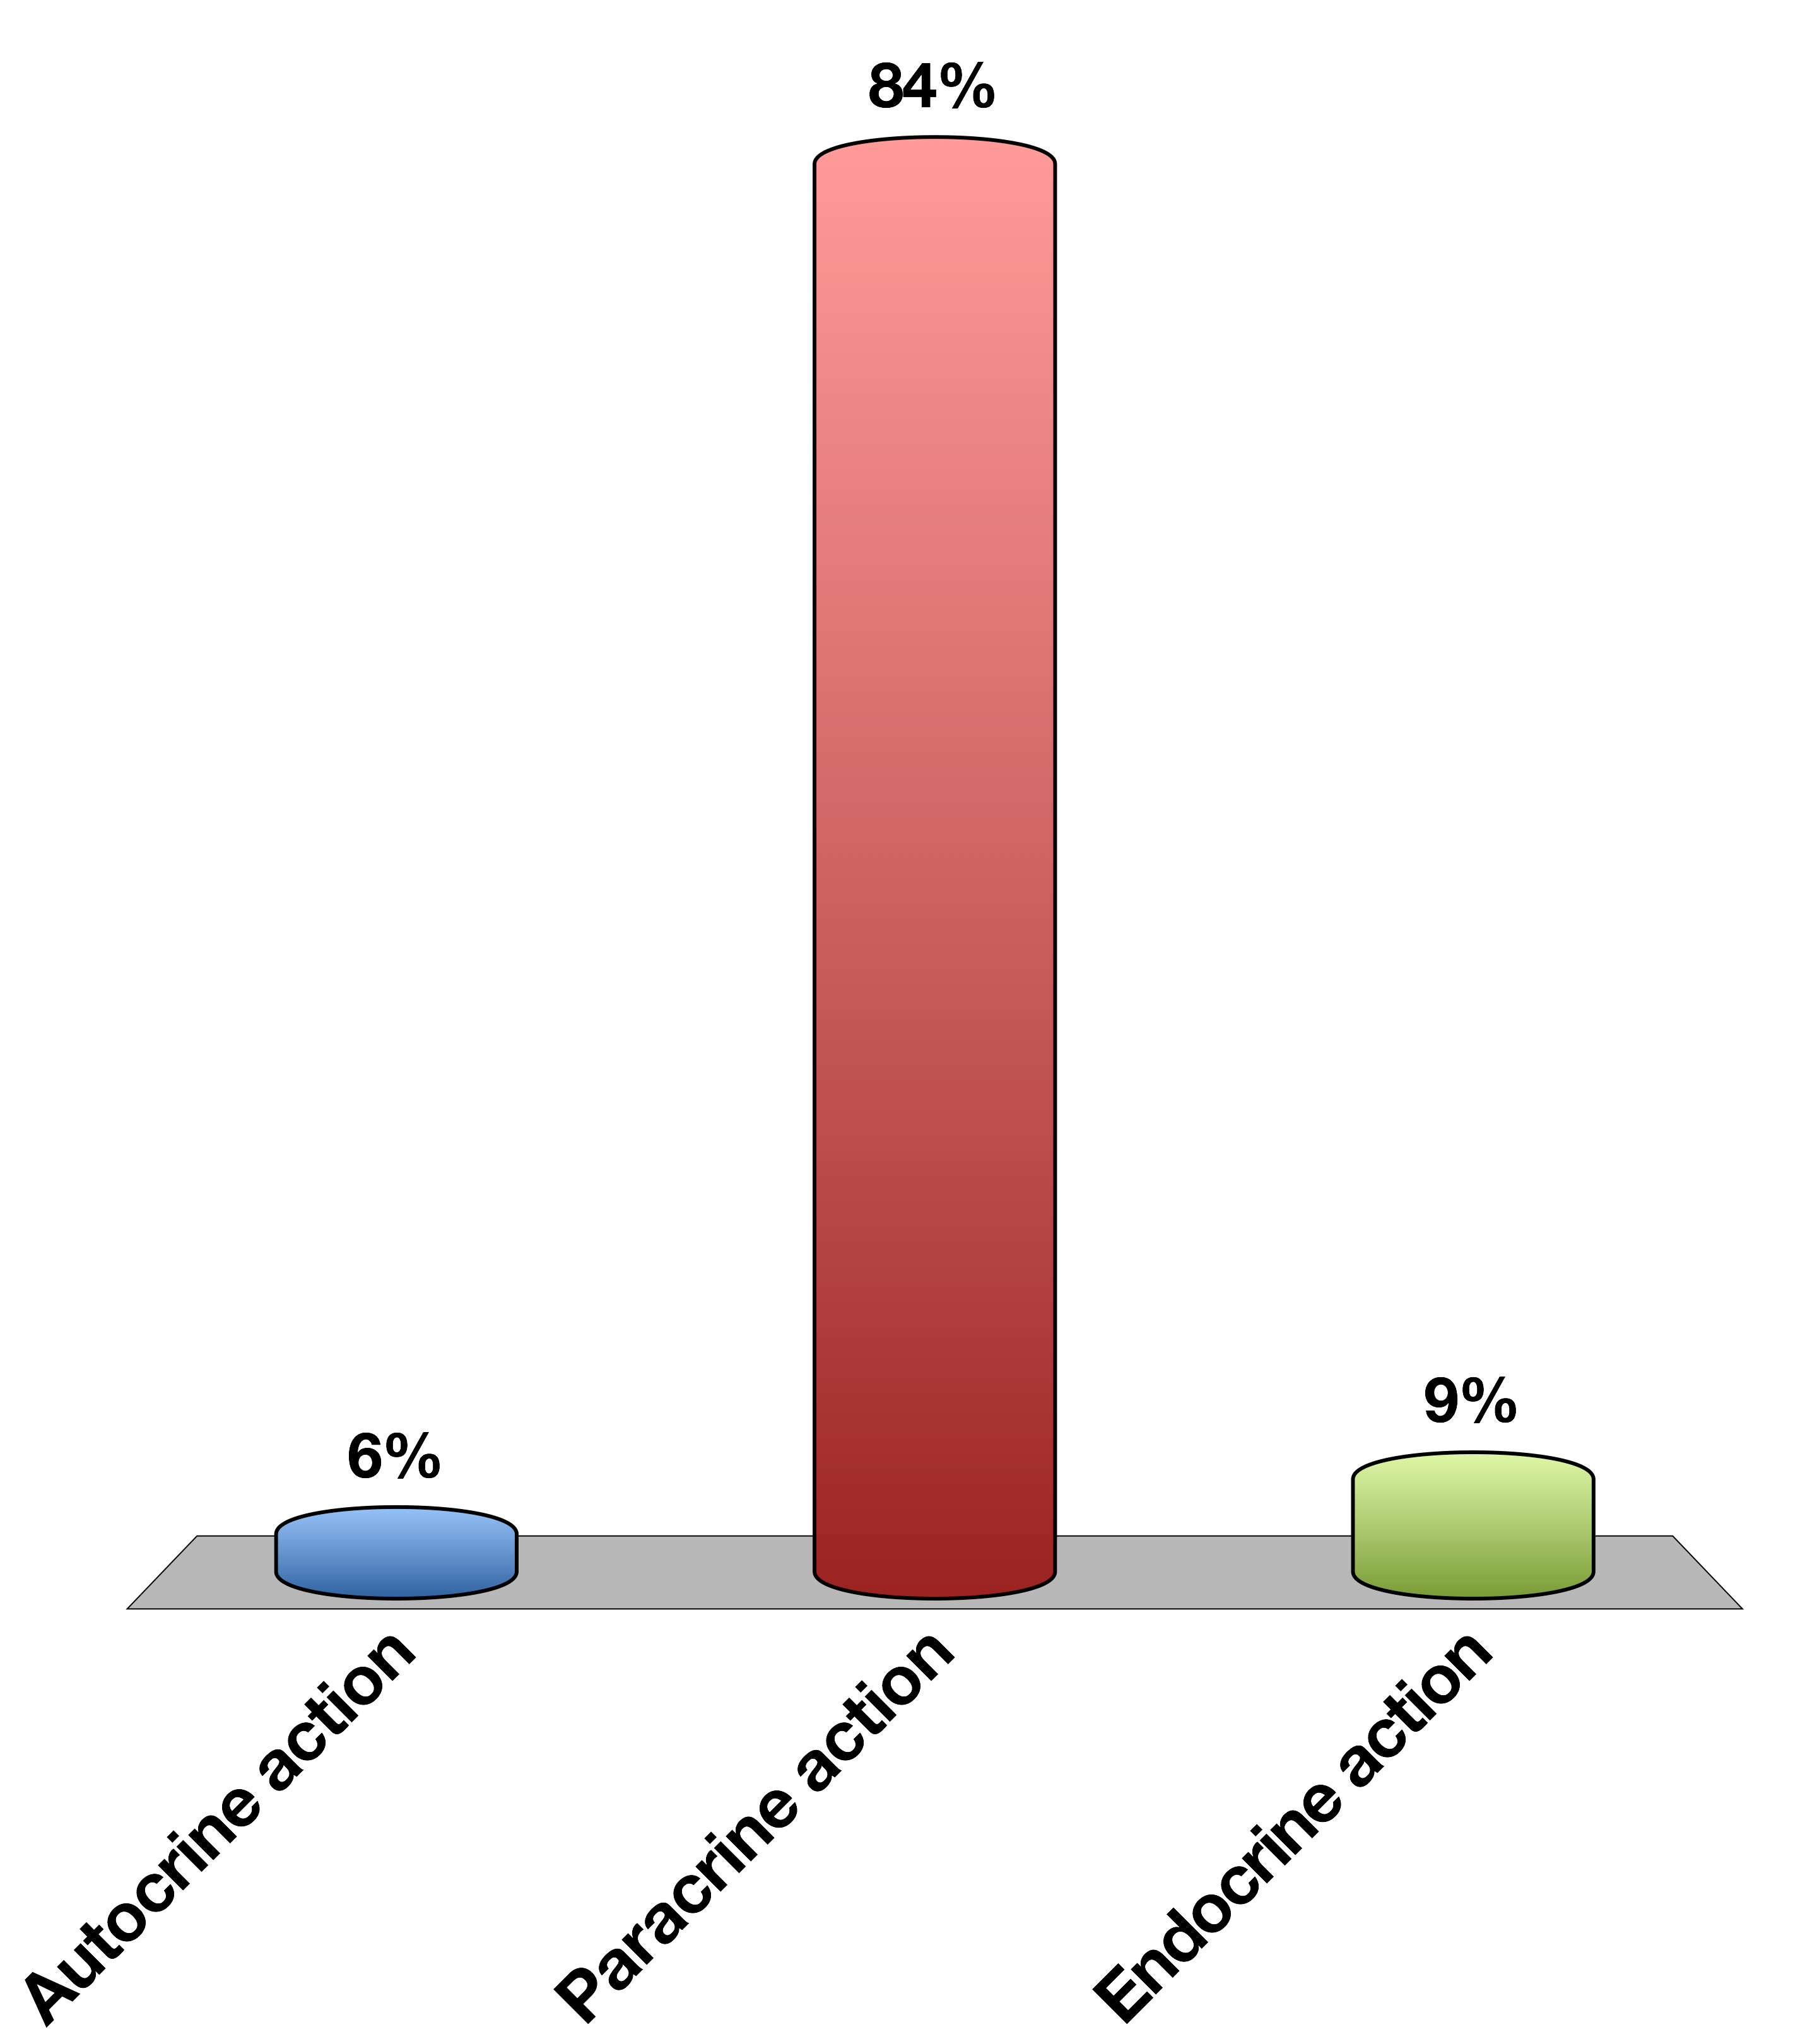 84%
6%
9%
Autocrine action
Paracrine action
Endocrine action